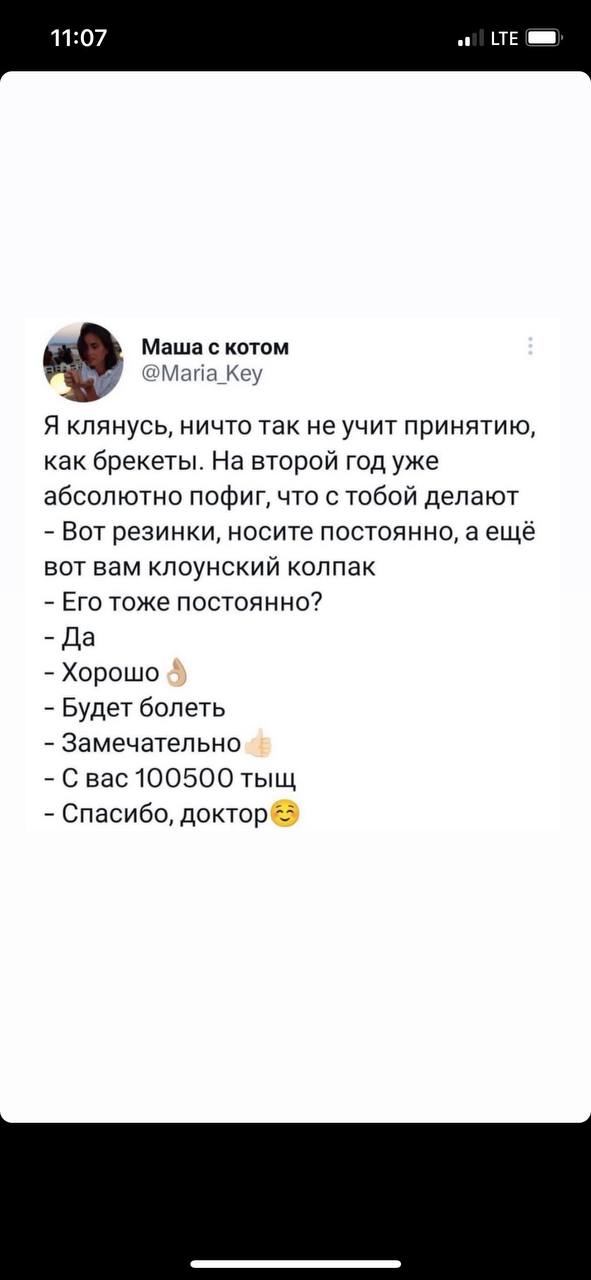 11:07
LTE
Маша с котом
@Maria_Key
Я клянусь, ничто так не учит принятию,
как брекеты. На второй год уже
абсолютно пофиг, что с тобой делают
- Вот резинки, носите постоянно, а ещё
вот вам клоунский колпак
- Его тоже постоянно?
- Да
- Хорошо👌🏼
- Будет болеть
- Замечательно👍🏻
- С вас 100500 тыщ
- Спасибо, доктор☺️